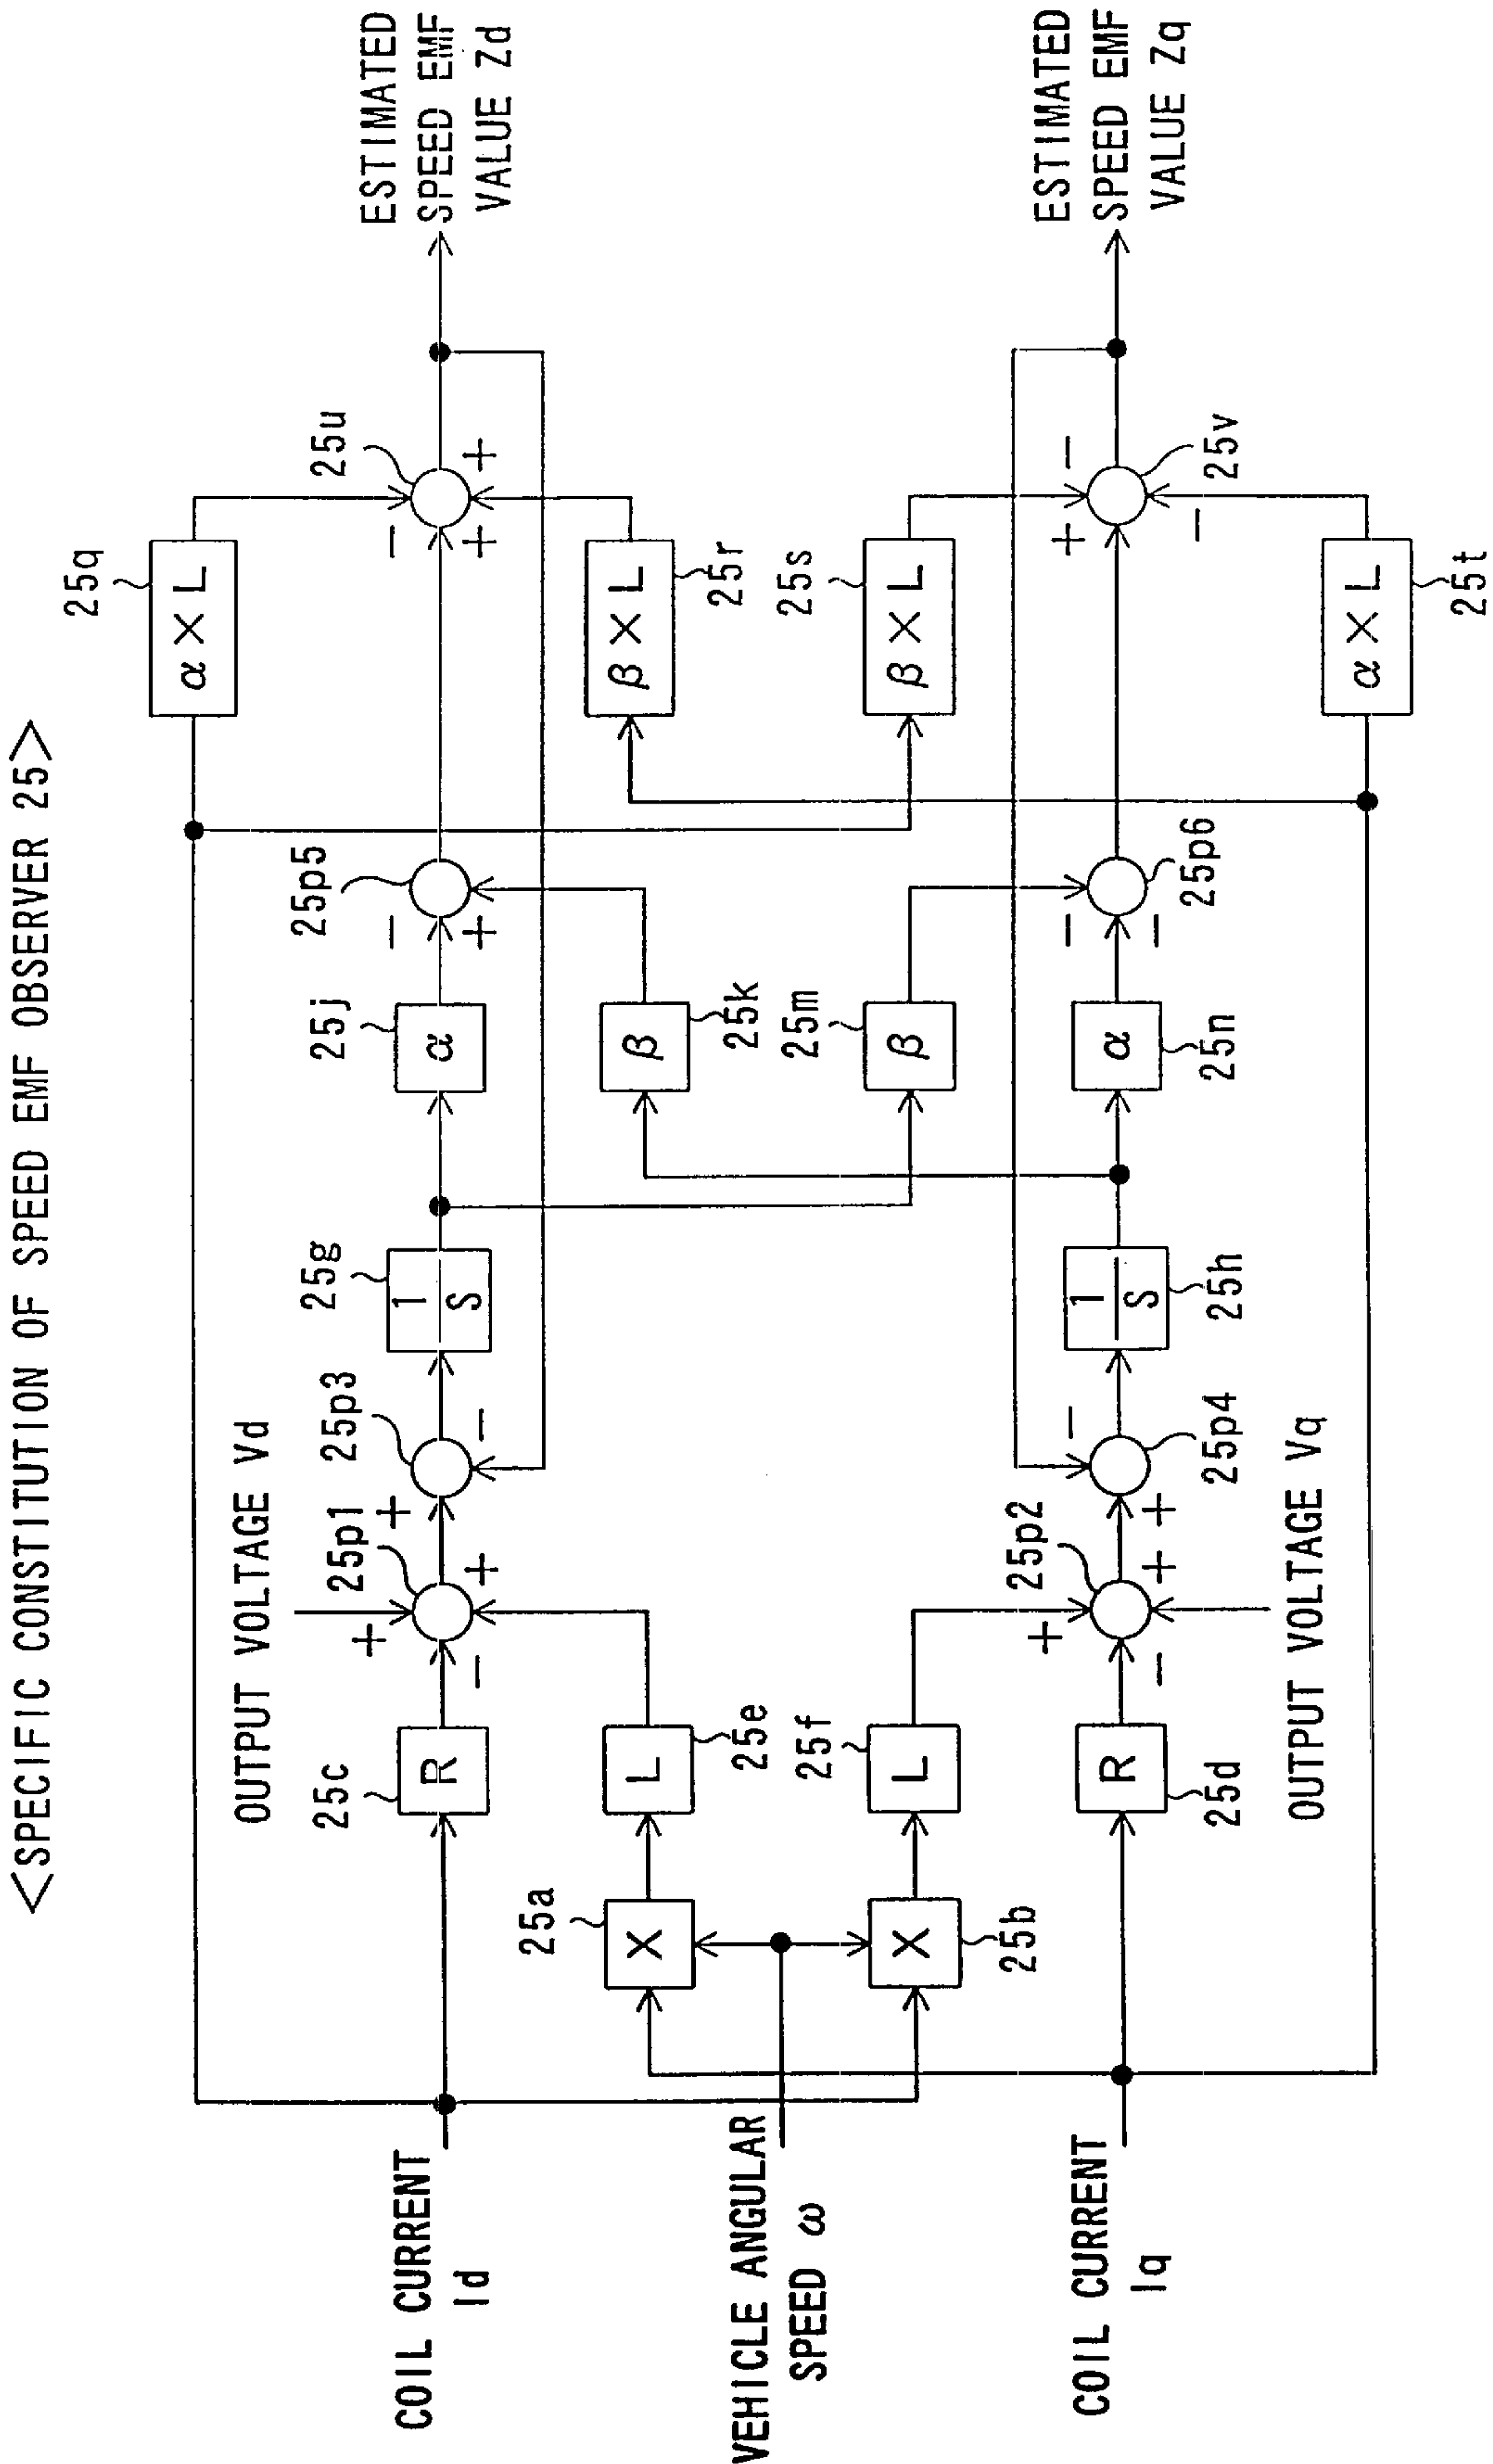 <SPECIFIC CONSTITUTION OF SPEED EMF OBSERVER 25>
25q
α × L
25u
−
+
+
ESTIMATED
SPEED EMF
VALUE Zd
OUTPUT VOLTAGE Vd
25c
R
25p1
+
−
+
25p3
+
−
25g
1
S
25j
α
25p5
−
+
COIL CURRENT
Id
25a
X
L
25e
β
25k
β × L
25r
VEHICLE ANGULAR
SPEED ω
25b
X
25f
L
25m
β
25s
β × L
COIL CURRENT
Iq
R
25d
25p2
+
−
+
25p4
+
−
1
S
25h
α
25n
25p6
−
−
25v
+
−
−
ESTIMATED
SPEED EMF
VALUE Zq
OUTPUT VOLTAGE Vq
α × L
25t